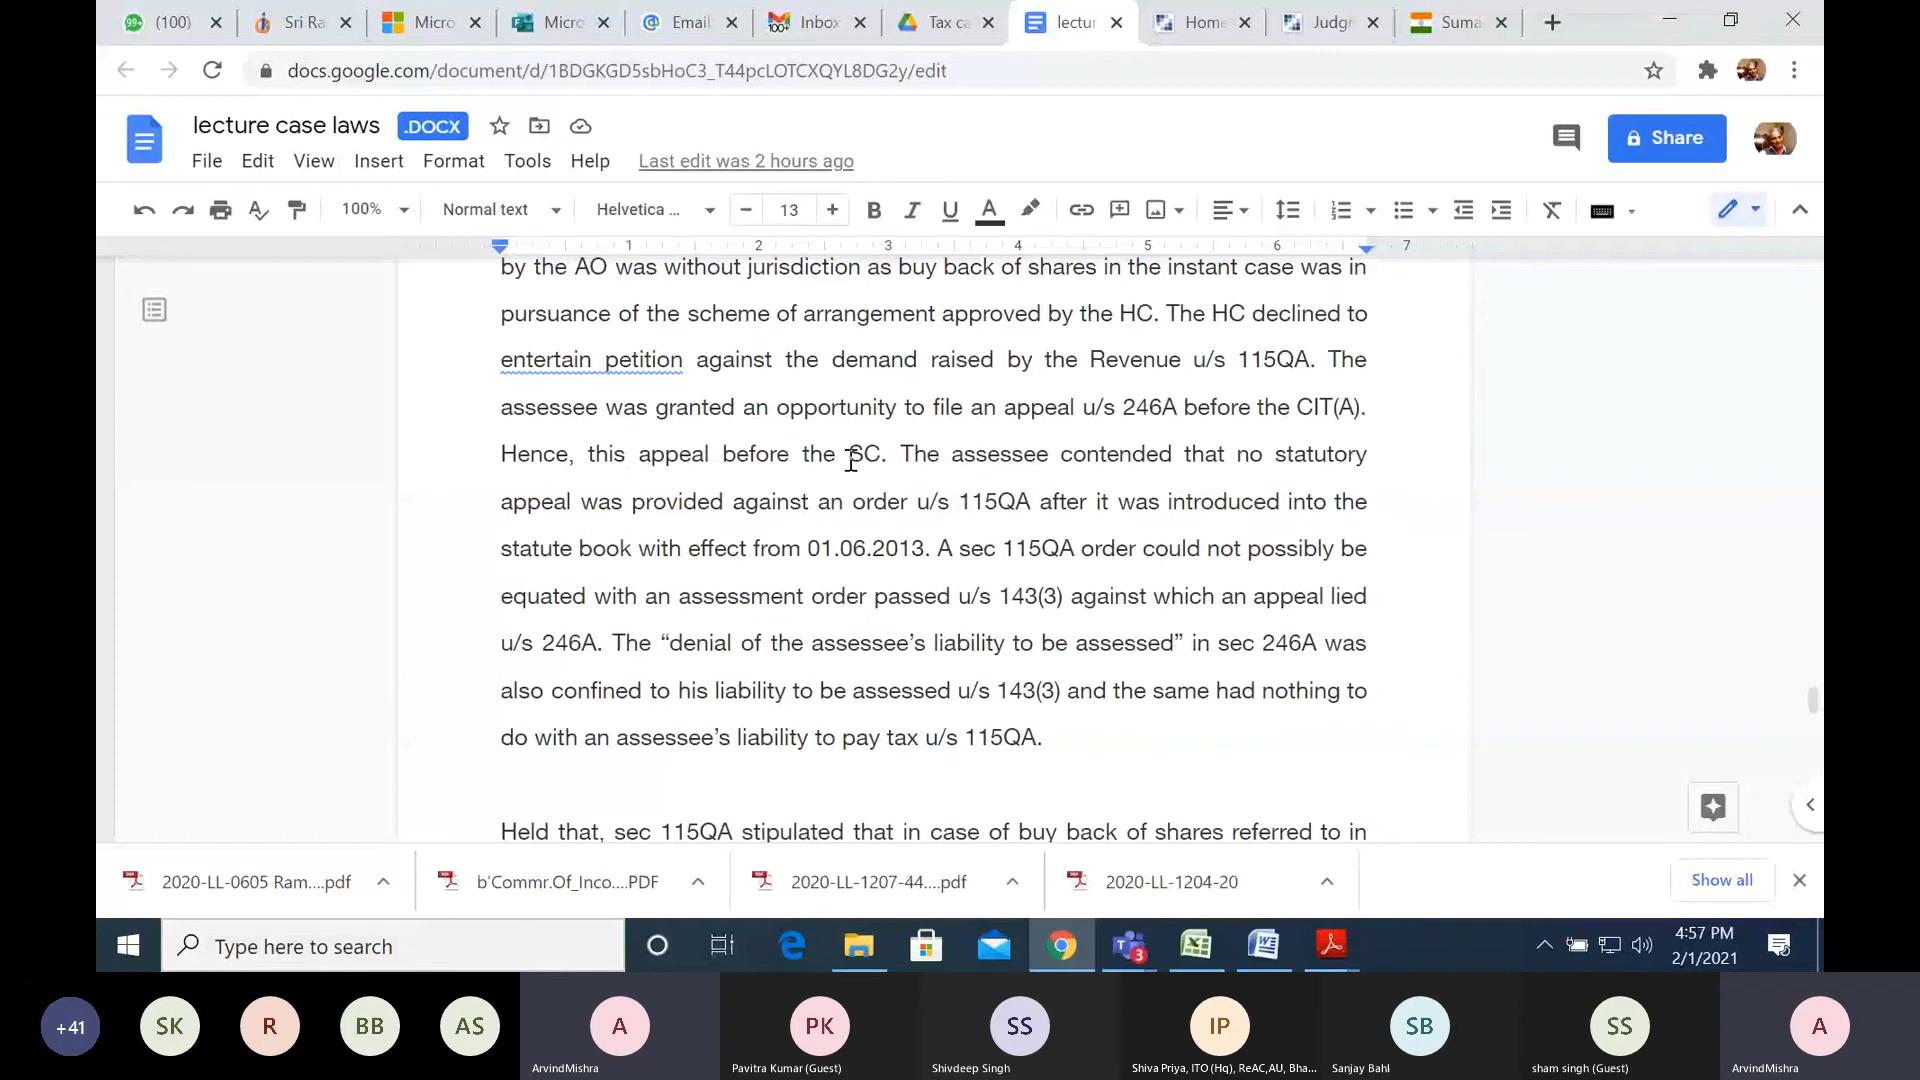 (100)
Sri Ra
Micro
Micro
Email
Inbox
Tax ca
lectur
Home
Judgr
Suma
docs.google.com/document/d/1BDGKGD5sbHoC3_T44pcLOTCXQYL8DG2y/edit
lecture case laws .DOCX
File Edit View Insert Format Tools Help Last edit was 2 hours ago
Share
100% Normal text Helvetica ... 13
1 2 3 4 5 6 7
by the AO was without jurisdiction as buy back of shares in the instant case was in
pursuance of the scheme of arrangement approved by the HC. The HC declined to
entertain petition against the demand raised by the Revenue u/s 115QA. The
assessee was granted an opportunity to file an appeal u/s 246A before the CIT(A).
Hence, this appeal before the SC. The assessee contended that no statutory
appeal was provided against an order u/s 115QA after it was introduced into the
statute book with effect from 01.06.2013. A sec 115QA order could not possibly be
equated with an assessment order passed u/s 143(3) against which an appeal lied
u/s 246A. The “denial of the assessee’s liability to be assessed” in sec 246A was
also confined to his liability to be assessed u/s 143(3) and the same had nothing to
do with an assessee’s liability to pay tax u/s 115QA.
Held that, sec 115QA stipulated that in case of buy back of shares referred to in
2020-LL-0605 Ram....pdf
b'Commr.Of_Inco....PDF
2020-LL-1207-44....pdf
2020-LL-1204-20
Show all
Type here to search
4:57 PM
2/1/2021
+41 SK R BB AS A PK SS IP SB SS A
ArvindMishra
Pavitra Kumar (Guest)
Shivdeep Singh
Shiva Priya, ITO (Hq), ReAC,AU, Bha...
Sanjay Bahl
sham singh (Guest)
ArvindMishra